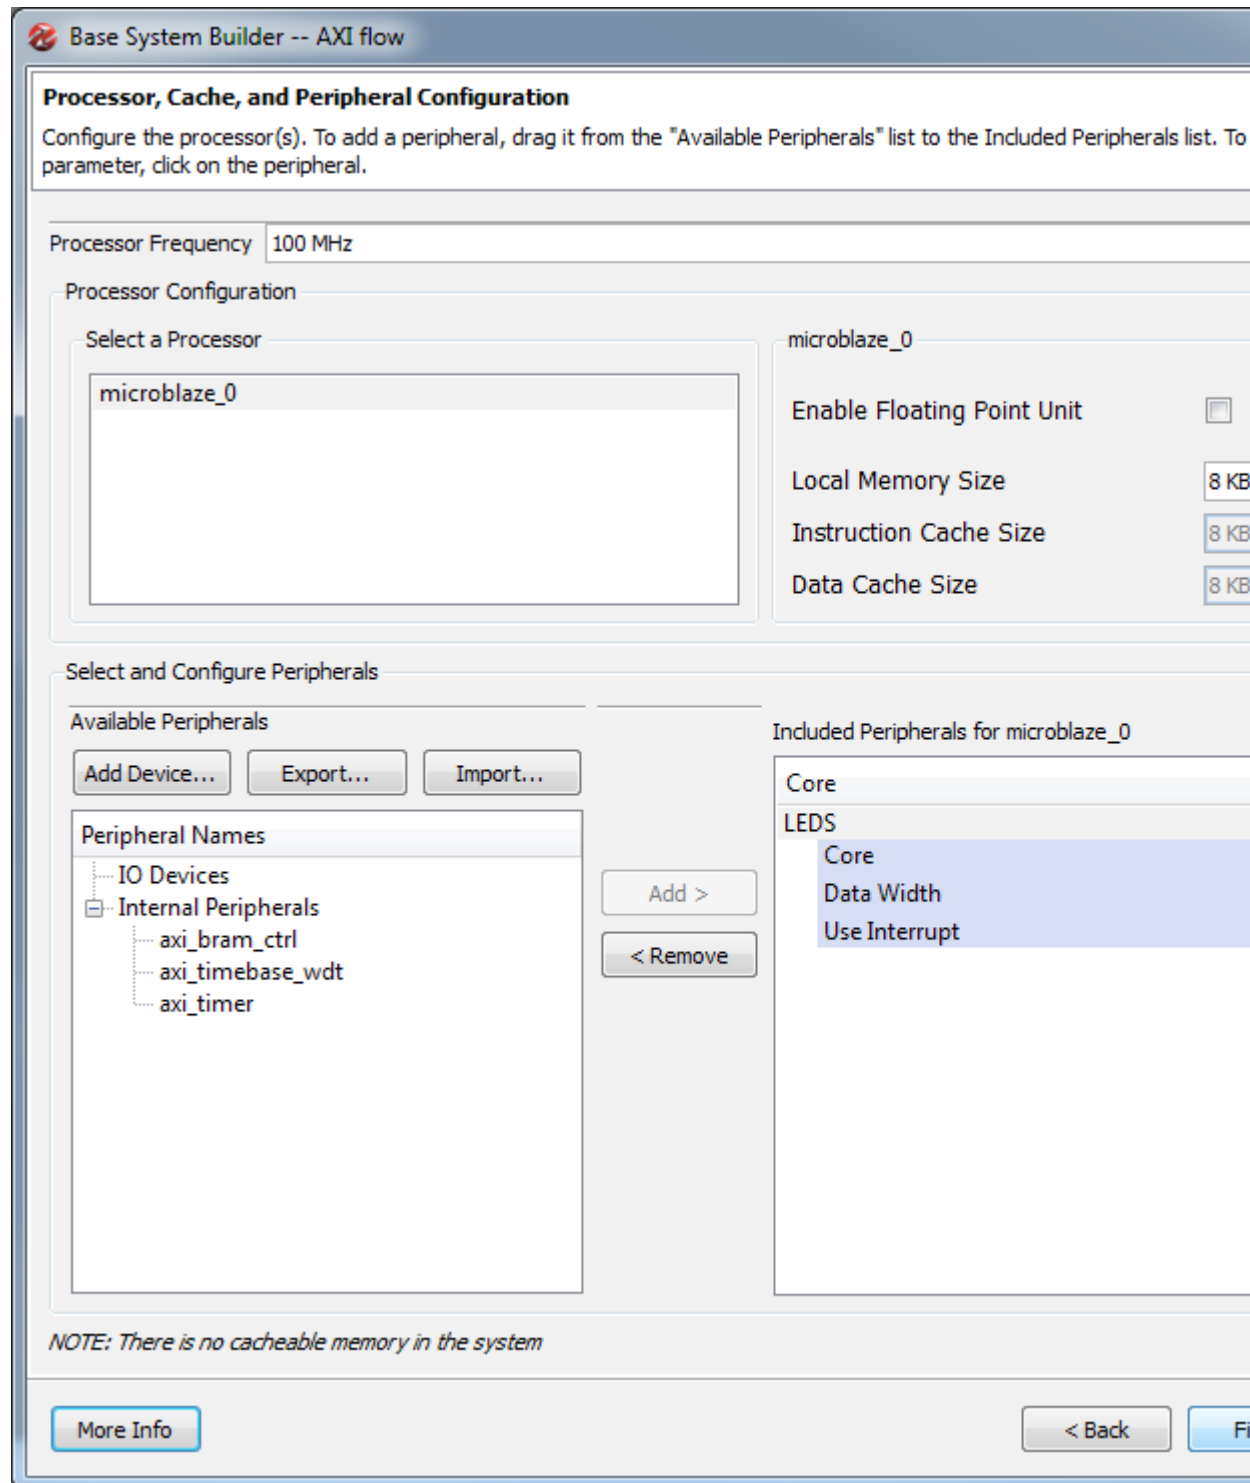 Base System Builder -- AXI flow
Processor, Cache, and Peripheral Configuration
Configure the processor(s). To add a peripheral, drag it from the "Available Peripherals" list to the Included Peripherals list. To
parameter, click on the peripheral.
Processor Frequency 100 MHz
Processor Configuration
Select a Processor
microblaze_0
microblaze_0
Enable Floating Point Unit
Local Memory Size 8 KB
Instruction Cache Size 8 KB
Data Cache Size 8 KB
Select and Configure Peripherals
Available Peripherals
Add Device... Export... Import...
Peripheral Names
IO Devices
Internal Peripherals
axi_bram_ctrl
axi_timebase_wdt
axi_timer
Add >
< Remove
Included Peripherals for microblaze_0
Core
LEDS
Core
Data Width
Use Interrupt
NOTE: There is no cacheable memory in the system
More Info
< Back